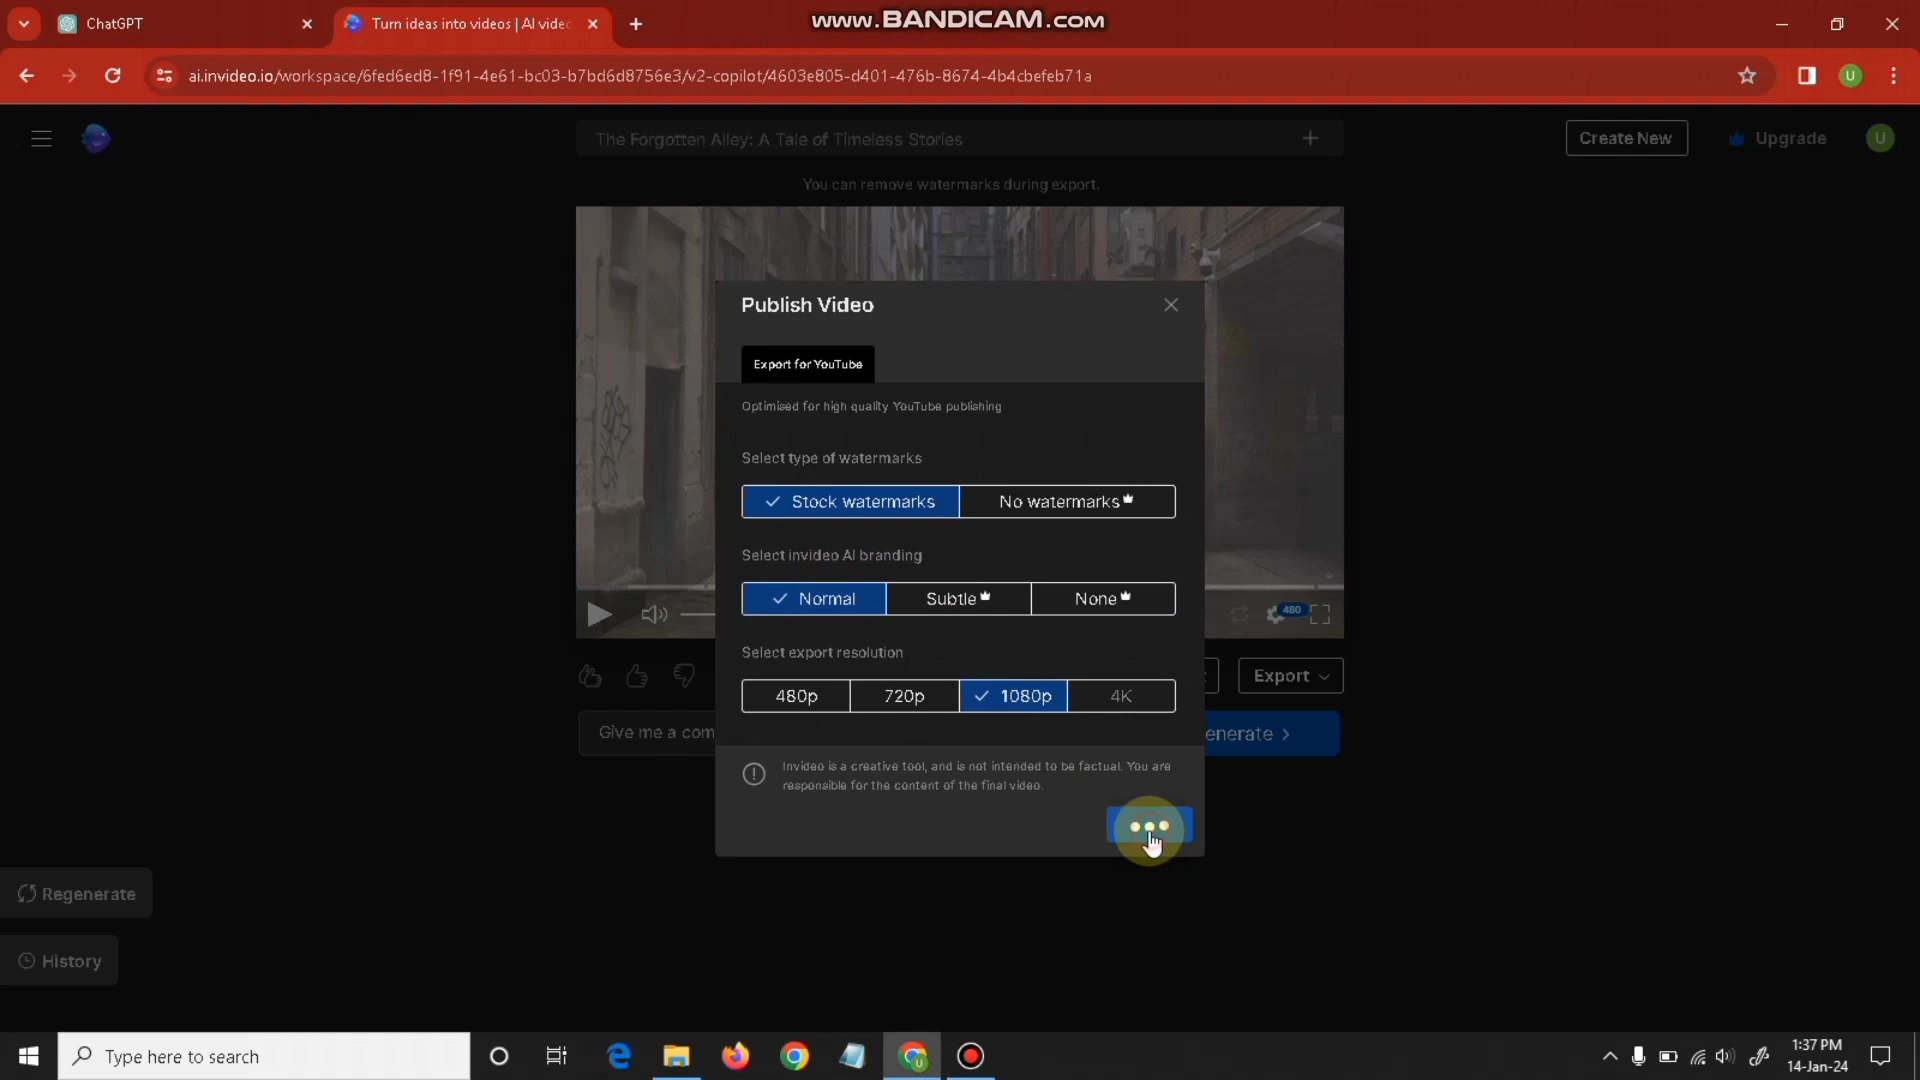 ChatGPT
Turn ideas into videos | AI video
www.BANDICAM.com
ai.invideo.io/workspace/6fed6ed8-1f91-4e61-bc03-b7bd6d8756e3/v2-copilot/4603e805-d401-476b-8674-4b4cbefeb71a
U
The Forgotten Alley: A Tale of Timeless Stories
Create New
Upgrade
U
You can remove watermarks during export.
Publish Video
Export for YouTube
Optimised for high quality YouTube publishing
Select type of watermarks
Stock watermarks
No watermarks
Select invideo AI branding
Normal
Subtle
None
480
Select export resolution
480p
720p
1080p
4K
Export
Give me a com
enerate
Invideo is a creative tool, and is not intended to be factual. You are
responsible for the content of the final video.
Regenerate
History
Type here to search
U
1:37 PM
14-Jan-24